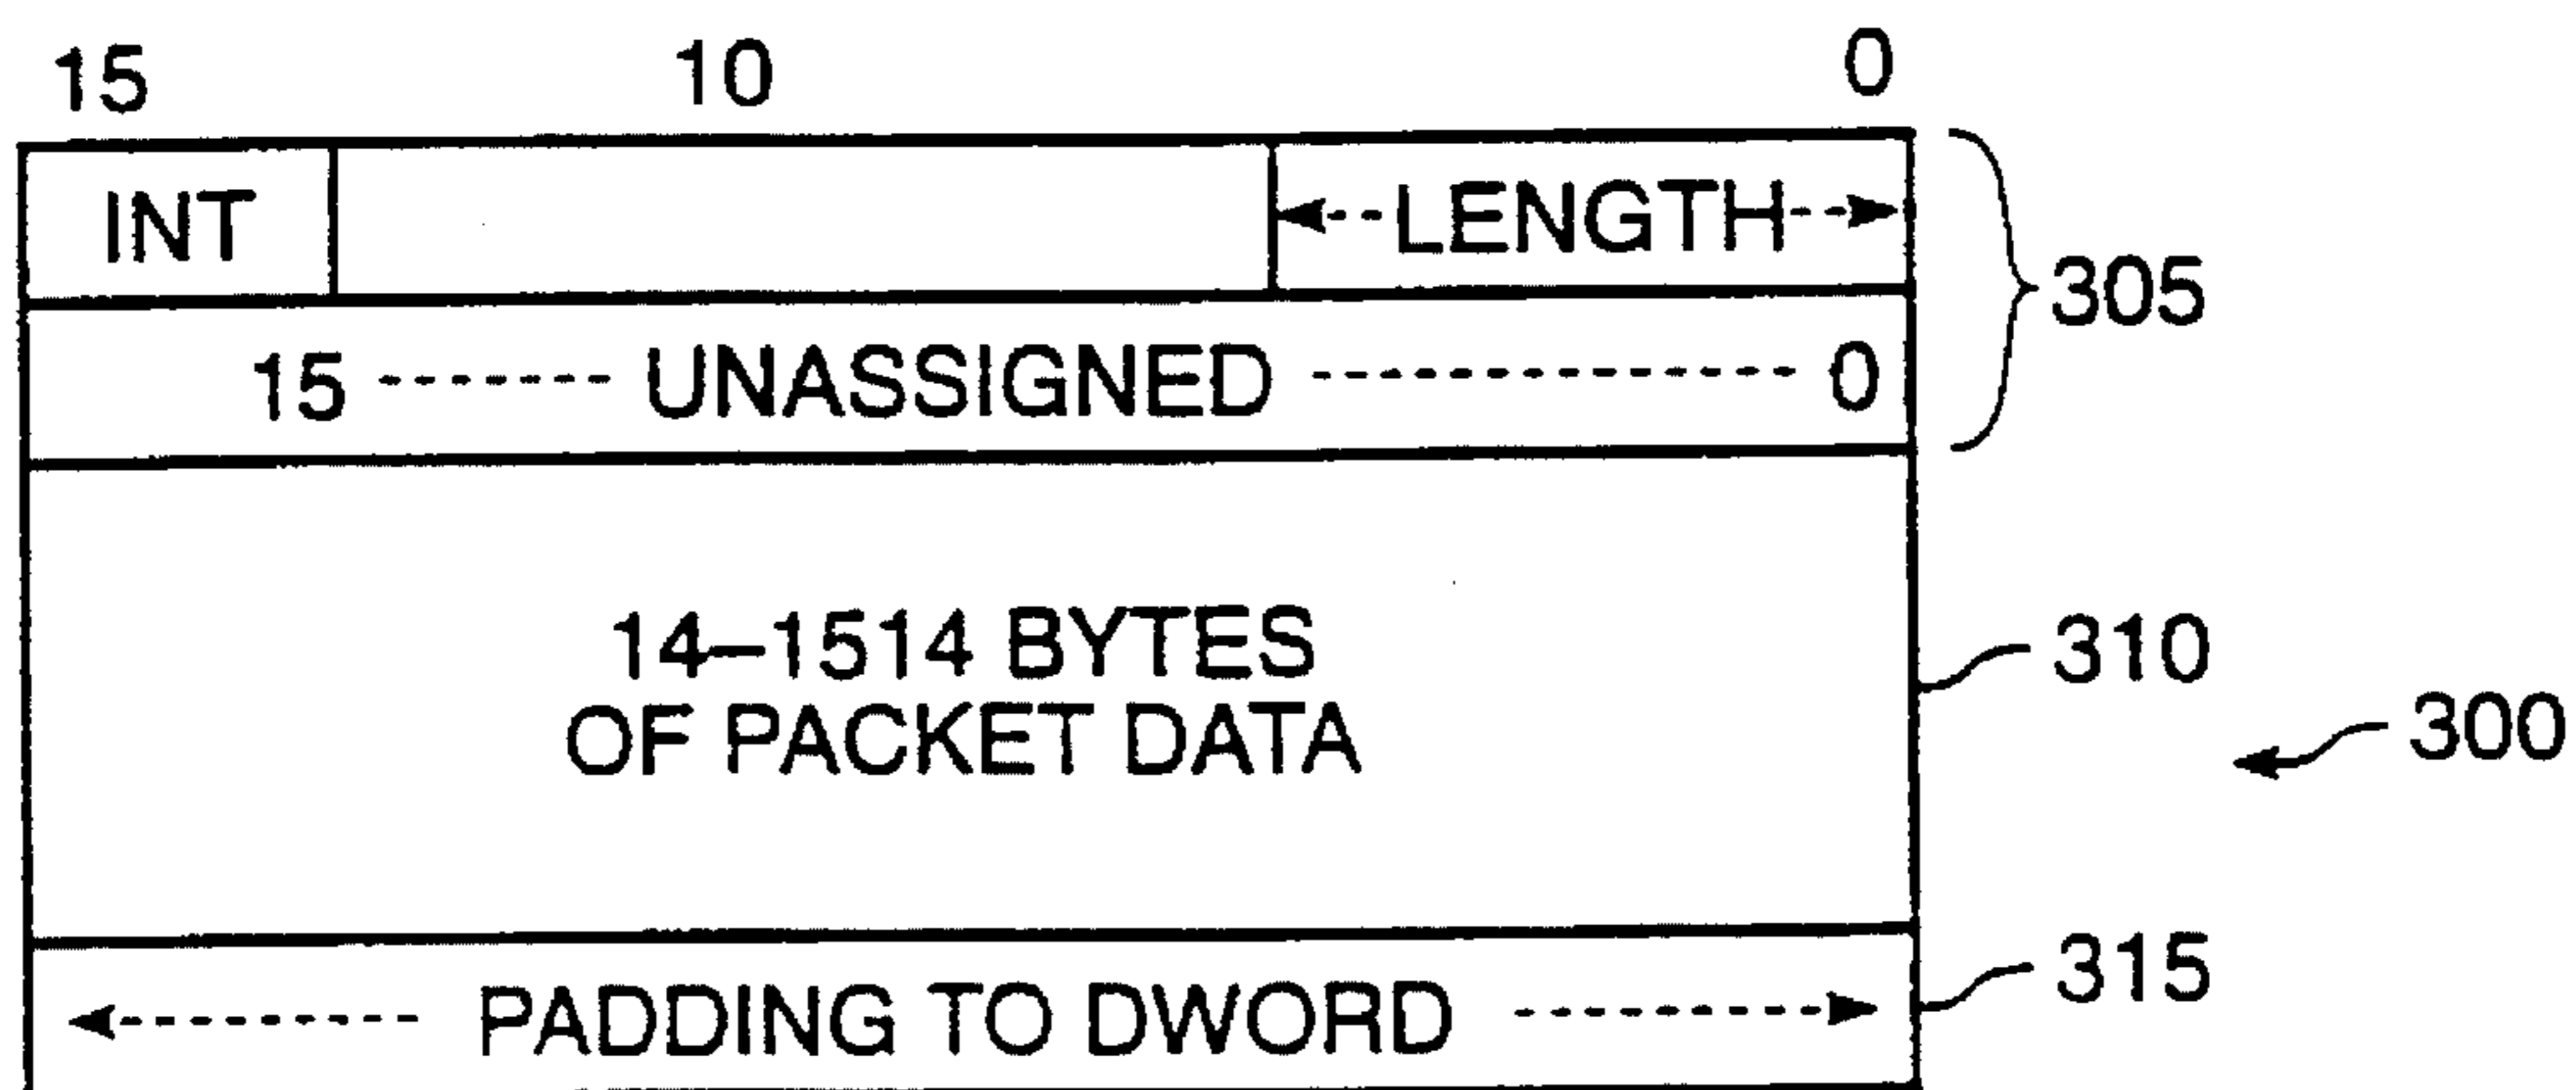 15 10 0
INT LENGTH
305
15 UNASSIGNED 0
14–1514 BYTES
OF PACKET DATA
310
300
PADDING TO DWORD
315